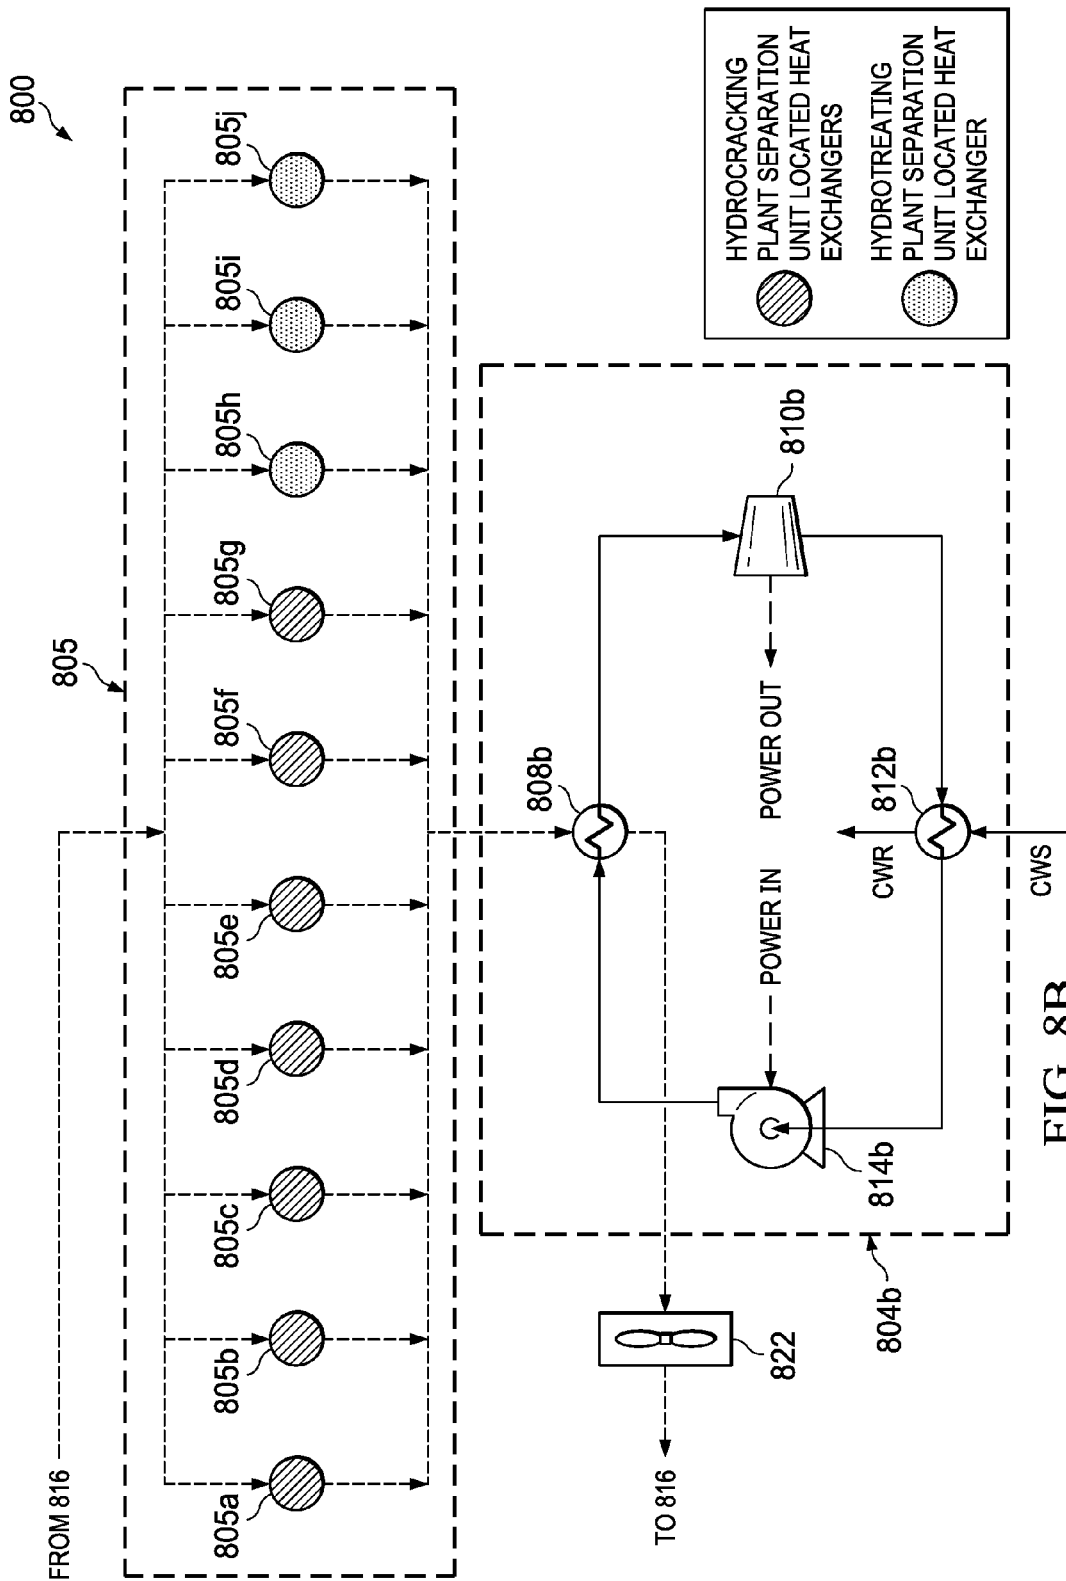 800
FROM 816
805
805a
805b
805c
805d
805e
805f
805g
805h
805i
805j
808b
810b
POWER IN
POWER OUT
CWR
812b
CWS
814b
804b
822
TO 816
HYDROCRACKING
PLANT SEPARATION
UNIT LOCATED HEAT
EXCHANGERS
HYDROTREATING
PLANT SEPARATION
UNIT LOCATED HEAT
EXCHANGER
FIG. 8B